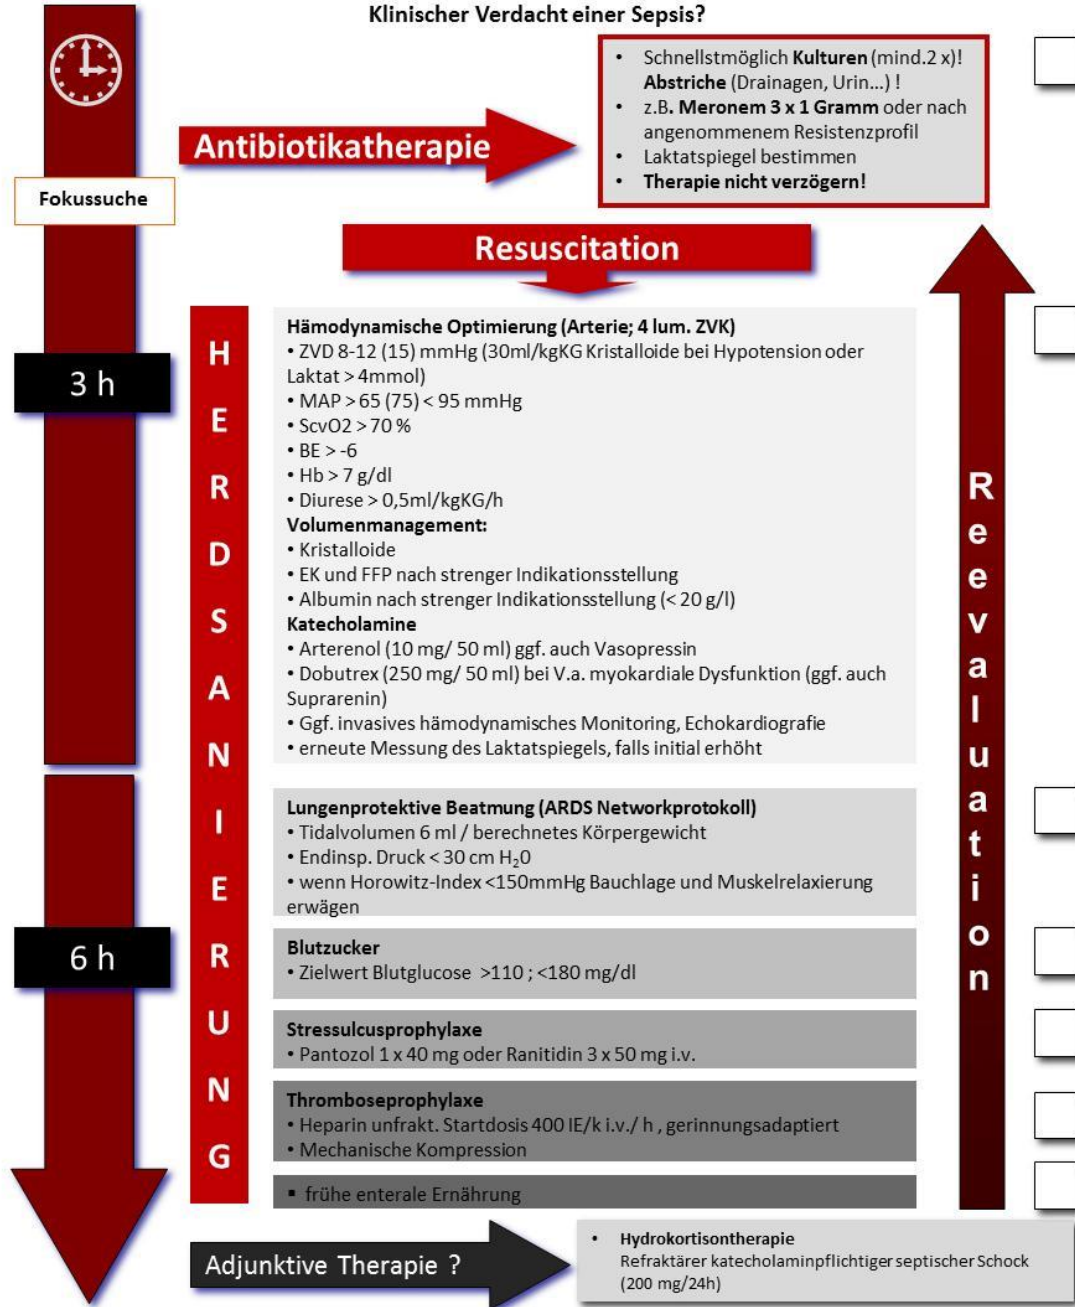 Klinischer Verdacht einer Sepsis?
Fokussuche
Antibiotikatherapie
• Schnellstmöglich Kulturen (mind.2 x)!
Abstriche (Drainagen, Urin...) !
• z.B. Meronem 3 x 1 Gramm oder nach
angenommenem Resistenzprofil
• Laktatspiegel bestimmen
• Therapie nicht verzögern!
Resuscitation
3 h
6 h
HERDSANIERUNG
Hämodynamische Optimierung (Arterie; 4 lum. ZVK)
• ZVD 8-12 (15) mmHg (30ml/kgKG Kristalloide bei Hypotension oder
Laktat > 4mmol)
• MAP > 65 (75) < 95 mmHg
• ScvO2 > 70 %
• BE > -6
• Hb > 7 g/dl
• Diurese > 0,5ml/kgKG/h
Volumenmanagement:
• Kristalloide
• EK und FFP nach strenger Indikationsstellung
• Albumin nach strenger Indikationsstellung (< 20 g/l)
Katecholamine
• Arterenol (10 mg/ 50 ml) ggf. auch Vasopressin
• Dobutrex (250 mg/ 50 ml) bei V.a. myokardiale Dysfunktion (ggf. auch
Suprarenin)
• Ggf. invasives hämodynamisches Monitoring, Echokardiografie
• erneute Messung des Laktatspiegels, falls initial erhöht
Lungenprotektive Beatmung (ARDS Networkprotokoll)
• Tidalvolumen 6 ml / berechnetes Körpergewicht
• Endinsp. Druck < 30 cm H₂0
• wenn Horowitz-Index <150mmHg Bauchlage und Muskelrelaxierung
erwägen
Blutzucker
• Zielwert Blutglucose >110 ; <180 mg/dl
Stressulcusprophylaxe
• Pantozol 1 x 40 mg oder Ranitidin 3 x 50 mg i.v.
Thromboseprophylaxe
• Heparin unfrakt. Startdosis 400 IE/k i.v./ h , gerinnungsadaptiert
• Mechanische Kompression
▪ frühe enterale Ernährung
Reevaluation
Adjunktive Therapie ?
• Hydrokortisontherapie
Refraktärer katecholaminpflichtiger septischer Schock
(200 mg/24h)